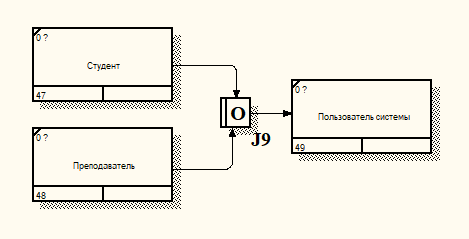 0 ?
Студент
47
0 ?
Преподаватель
48
O
J9
0 ?
Пользователь системы
49